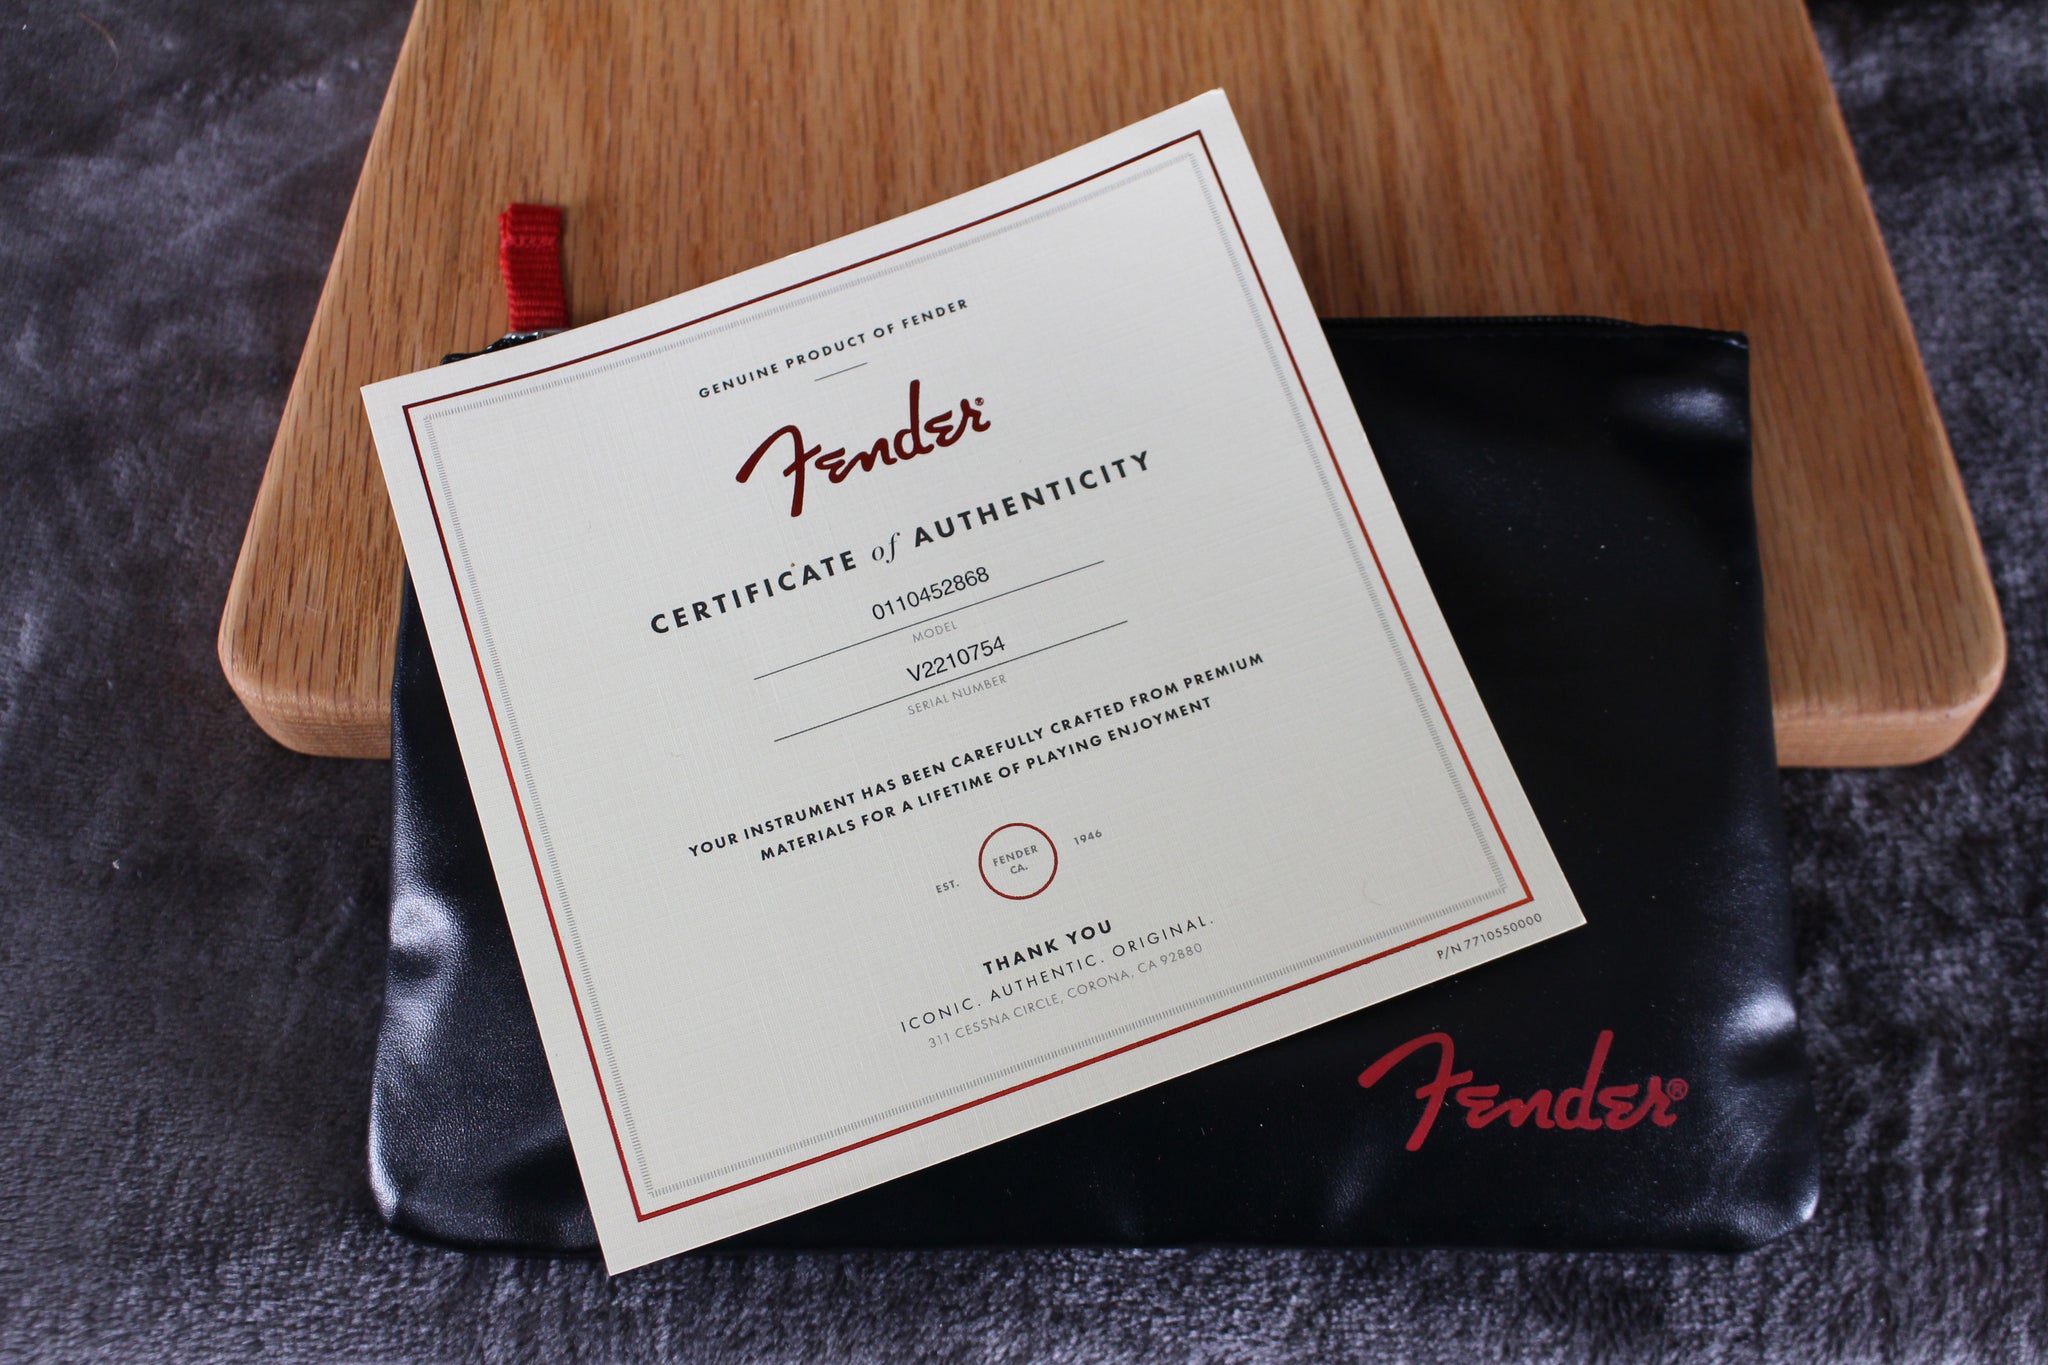 GENUINE PRODUCT OF FENDER
Fender®
CERTIFICATE of AUTHENTICITY
0110452868
MODEL
V2210754
SERIAL NUMBER
YOUR INSTRUMENT HAS BEEN CAREFULLY CRAFTED FROM PREMIUM
MATERIALS FOR A LIFETIME OF PLAYING ENJOYMENT
EST. FENDER CA. 1946
THANK YOU
ICONIC. AUTHENTIC. ORIGINAL.
311 CESSNA CIRCLE, CORONA, CA 92880
P/N 7710550000
Fender®